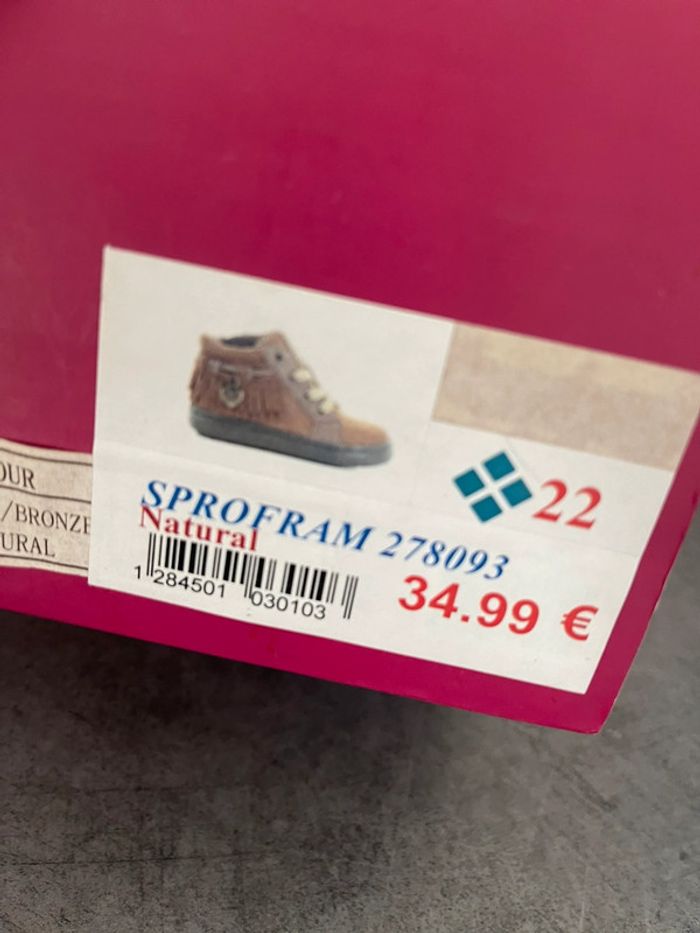 OUR
/BRONZE
URAL
22
SPROFRAM 278093
Natural
1 284501 030103
34.99 €